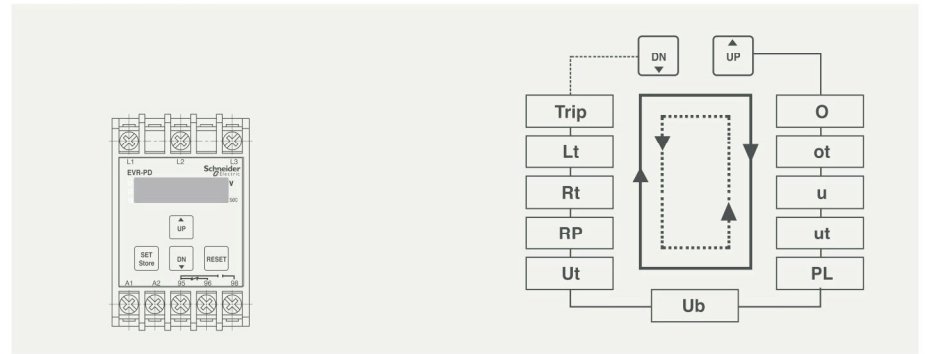 DN UP
Trip O
Lt ot
Rt u
RP ut
Ut PL
Ub
L1 L2 L3
EVR-PD Schneider
Electric
V
sec
UP
SET DN RESET
Store
A1 A2 95 96 98